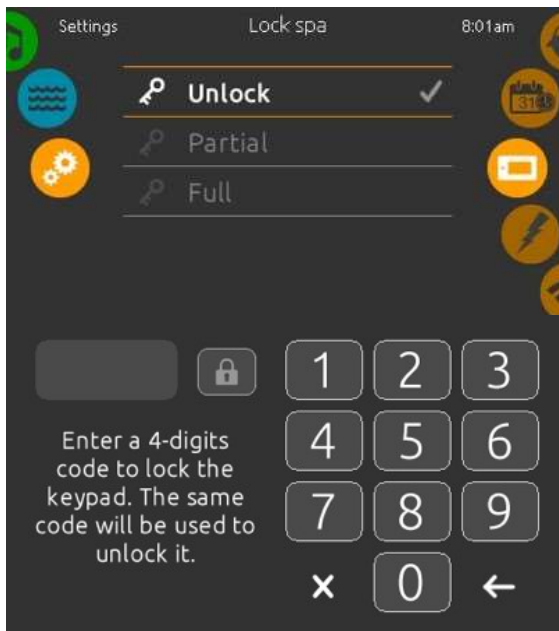 Settings Lock spa 8:01am
Unlock
Partial
Full
31
1 2 3
Enter a 4-digits
code to lock the
keypad. The same
code will be used to
unlock it.
4 5 6
7 8 9
0